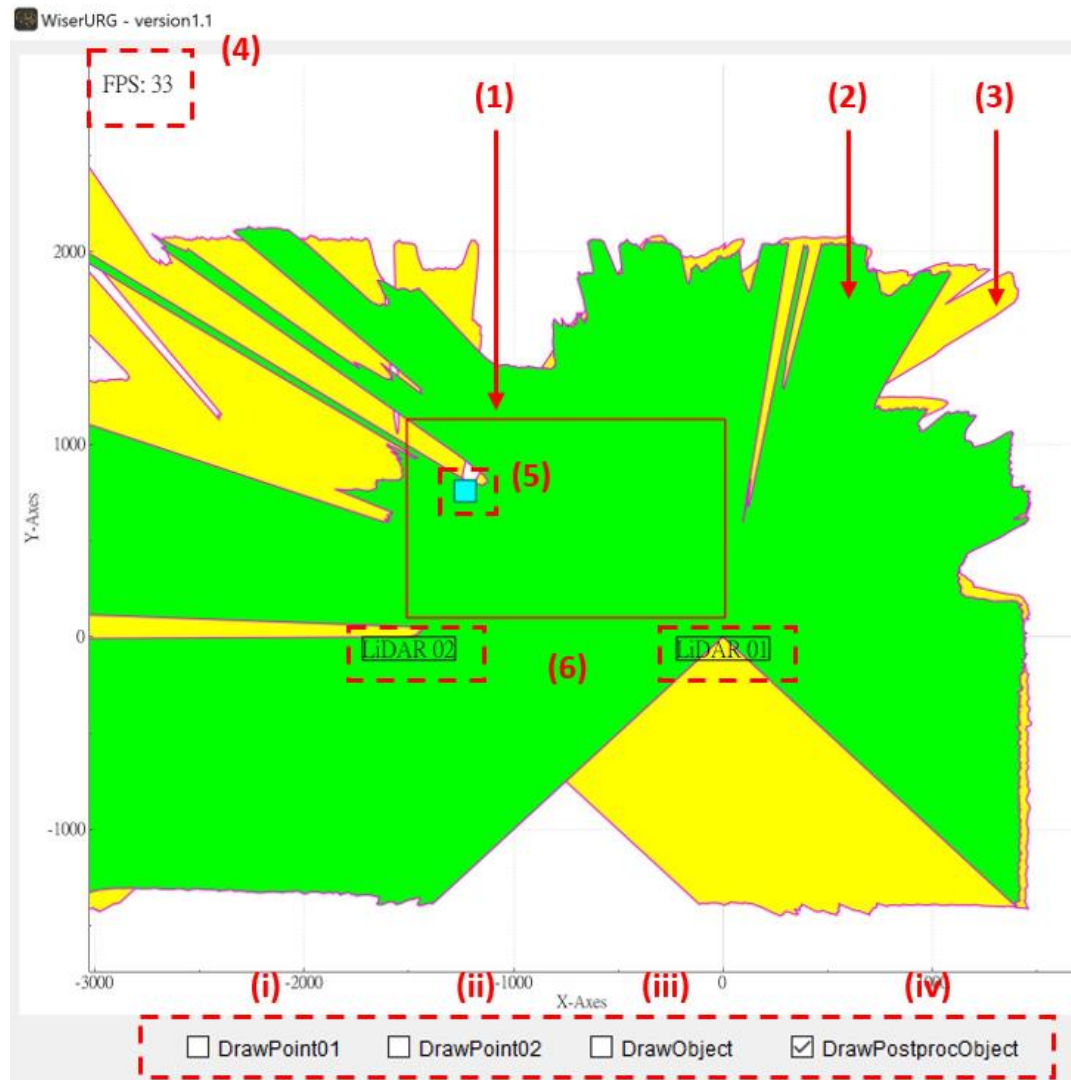 WiserURG - version1.1
(4)
FPS: 33
(1)
(2)
(3)
2000
1000
(5)
Y-Axes
0
LiDAR 02
LiDAR 01
(6)
-1000
-3000
-2000
-1000
0
(i)
(ii)
(iii)
(iv)
X-Axes
DrawPoint01
DrawPoint02
DrawObject
DrawPostprocObject